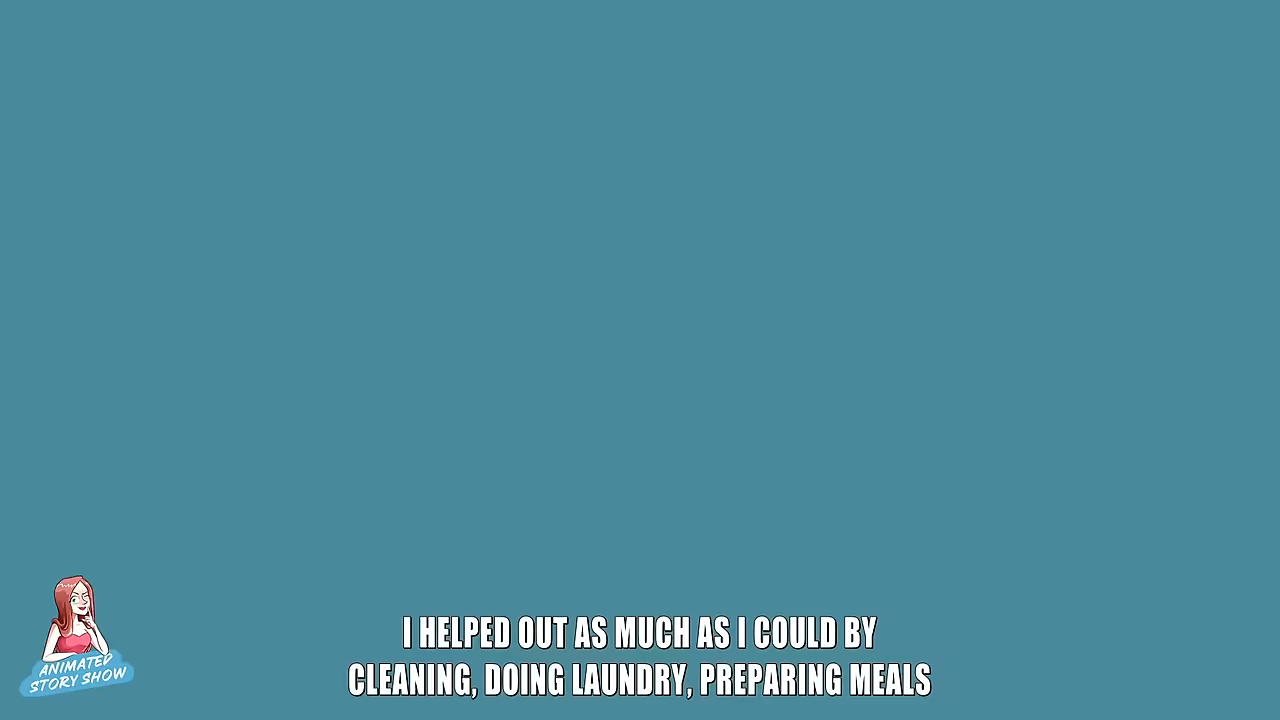 I HELPED OUT AS MUCH AS I COULD BY
CLEANING, DOING LAUNDRY, PREPARING MEALS
ANIMATED
STORY SHOW